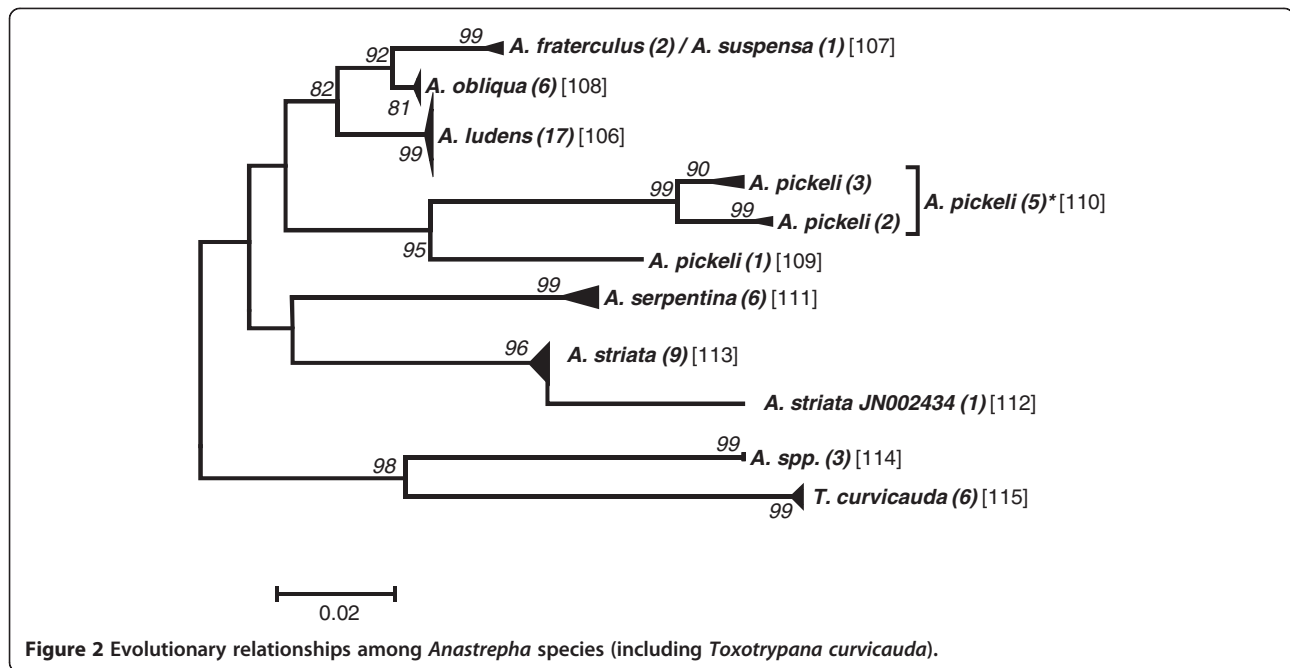 99 A. fraterculus (2) / A. suspensa (1) [107]
92
A. obliqua (6) [108]
82
81
A. ludens (17) [106]
99
90 A. pickeli (3)
99
A. pickeli (5)* [110]
99 A. pickeli (2)
95
A. pickeli (1) [109]
99 A. serpentina (6) [111]
96 A. striata (9) [113]
A. striata JN002434 (1) [112]
99 A. spp. (3) [114]
98
T. curvicauda (6) [115]
99
0.02
Figure 2 Evolutionary relationships among Anastrepha species (including Toxotrypana curvicauda).